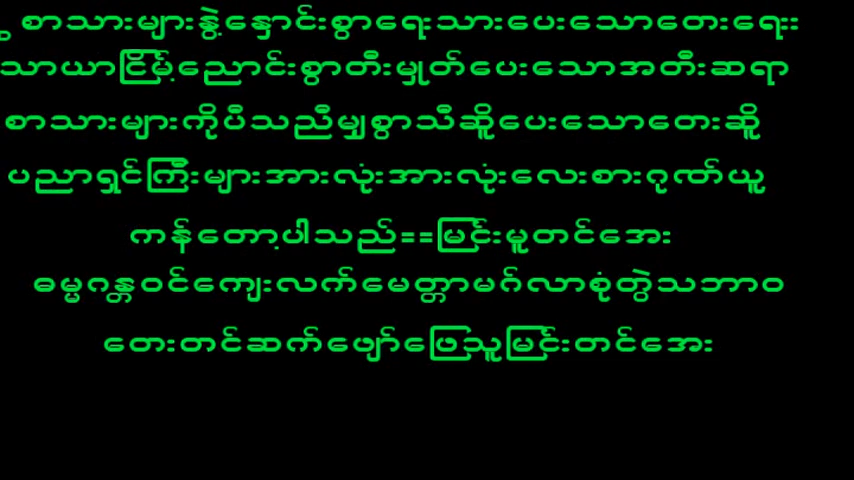 စာသားများနွဲ့နှောင်းစွာရေးသားပေးသောတေးရေး
သာယာငြိမ့်ညောင်းစွာတီးမှုတ်ပေးသောအတီးဆရာ
စာသားများကိုပီသညီမျှစွာသီဆိူပေးသောတေးဆိူ
ပညာရှင်ကြီးများအားလုံးအားလုံးလေးစားဂုဏ်ယူ
ကန်တော့ပါသည်==မြင်းမူတင်အေး
ဓမ္မဂန္တဝင်ကျေးလက်မေတ္တာမင်္ဂလာစုံတွဲသဘာဝ
တေးတင်ဆက်ဖျော်ဖြေသူမြင်းတင်အေး